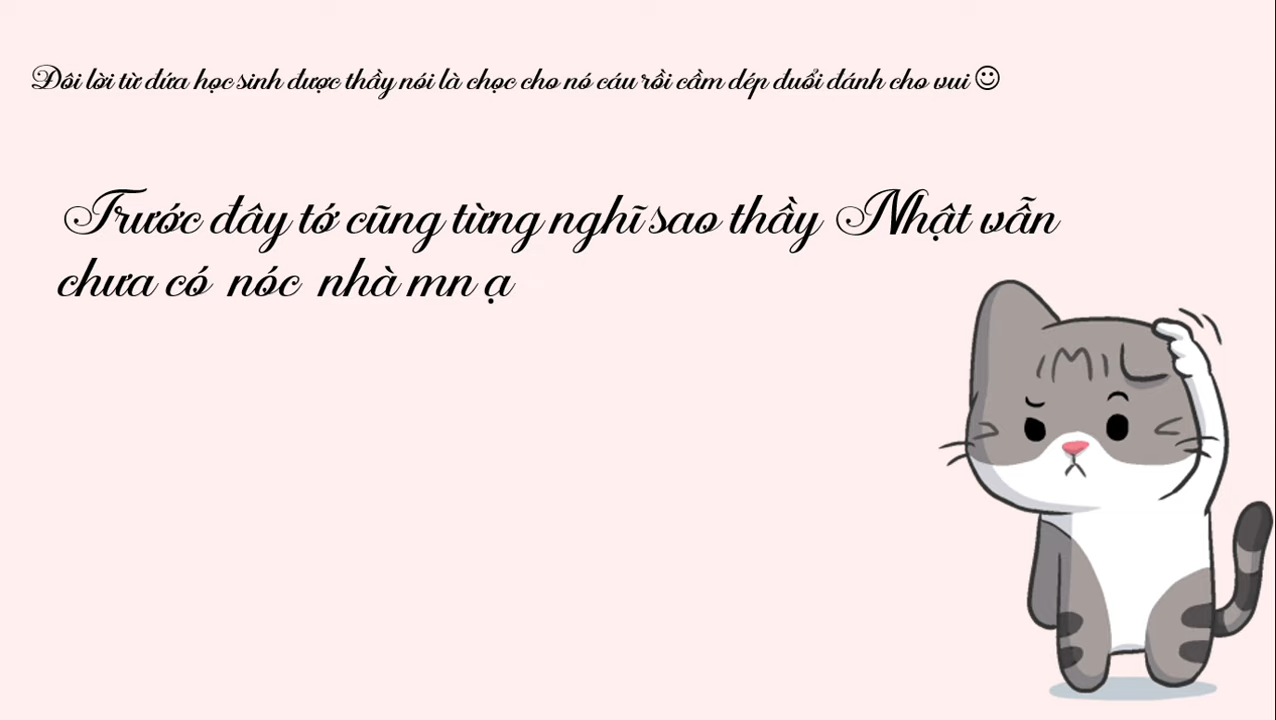 Đôi lời từ đứa học sinh được thầy nói là chọc cho nó cáu rồi cầm dép đuổi đánh cho vui ☺
Trước đây tớ cũng từng nghĩ sao thầy Nhật vẫn
chưa có nóc nhà mn ạ